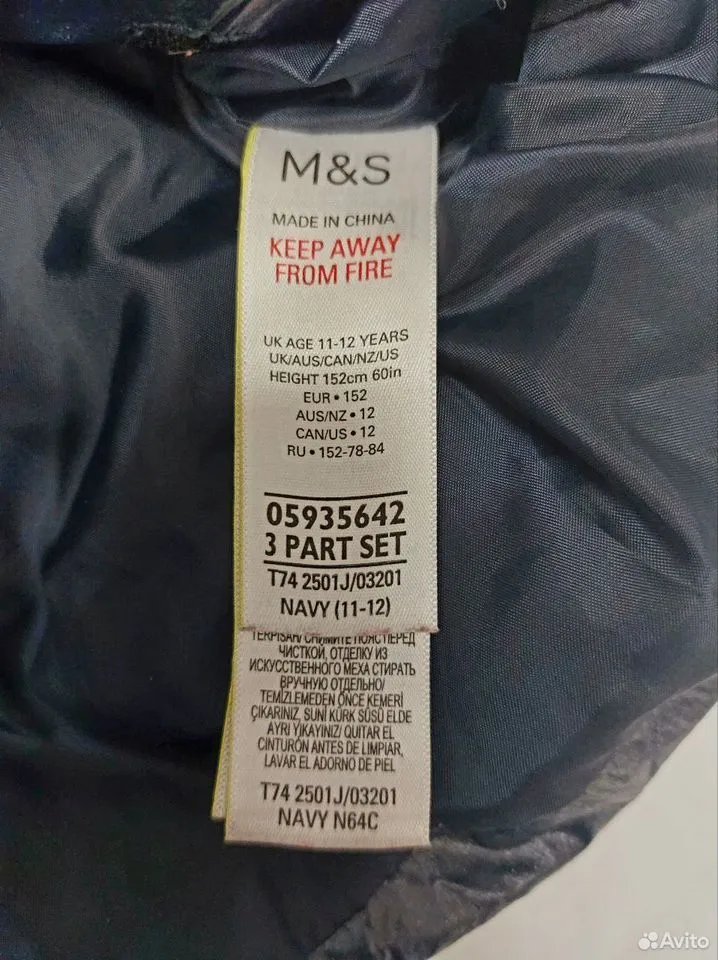 M&S
MADE IN CHINA
KEEP AWAY
FROM FIRE
UK AGE 11-12 YEARS
UK/AUS/CAN/NZ/US
HEIGHT 152cm 60in
EUR • 152
AUS/NZ • 12
CAN/US • 12
RU • 152-78-84
05935642
3 PART SET
T74 2501J/03201
NAVY (11-12)
TERPISAH/ СНИМИТЕ ПОЯС ПЕРЕД
ЧИСТКОЙ, ОТДЕЛКУ ИЗ
ИСКУССТВЕННОГО МЕХА СТИРАТЬ
ВРУЧНУЮ ОТДЕЛЬНО/
TEMİZLEMEDEN ÖNCE KEMERİ
ÇIKARINIZ, SUNİ KÜRK SÜSÜ ELDE
AYRI YIKAYINIZ/ QUITAR EL
CINTURÓN ANTES DE LIMPIAR,
LAVAR EL ADORNO DE PIEL
T74 2501J/03201
NAVY N64C
Avito